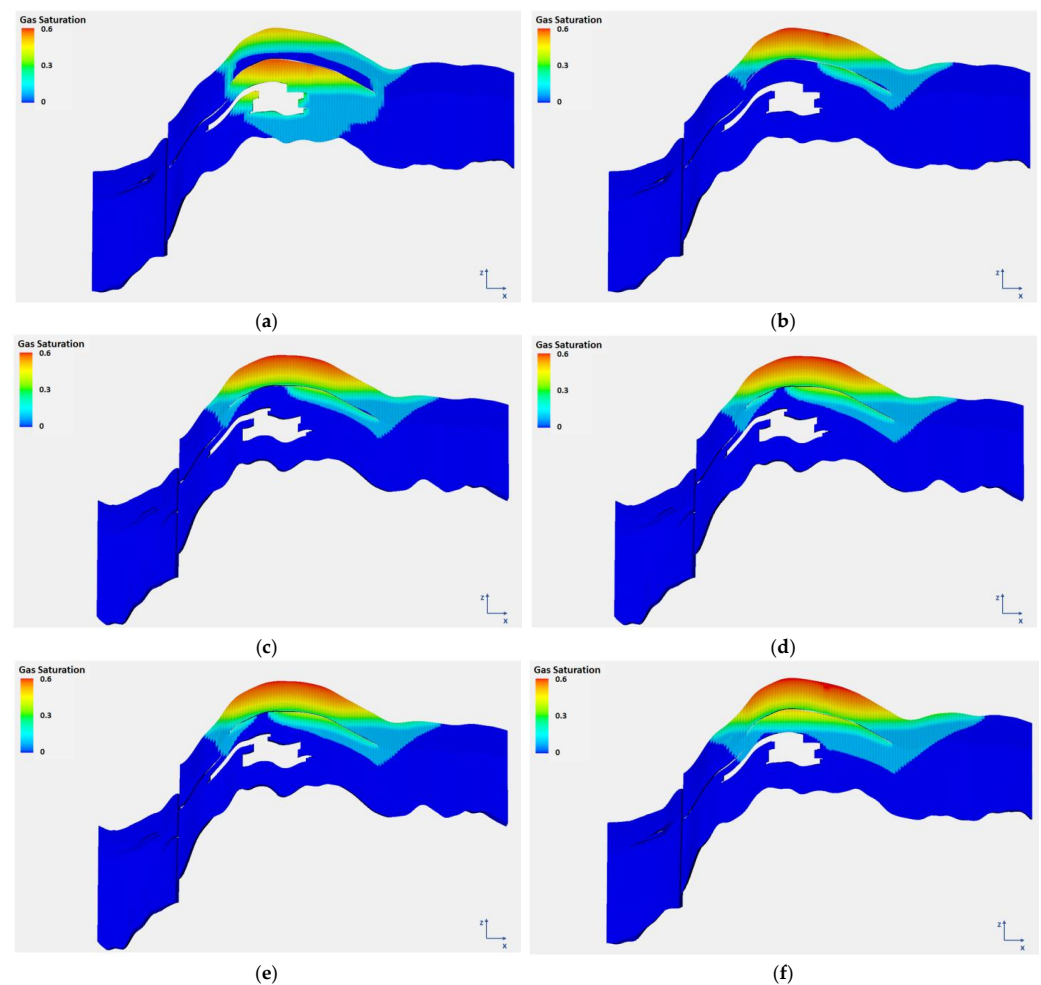 Gas Saturation
0.6
0.3
0
z
x
(a)
Gas Saturation
0.6
0.3
0
z
x
(b)
Gas Saturation
0.6
0.3
0
z
x
(c)
Gas Saturation
0.6
0.3
0
z
x
(d)
Gas Saturation
0.6
0.3
0
z
x
(e)
Gas Saturation
0.6
0.3
0
z
x
(f)